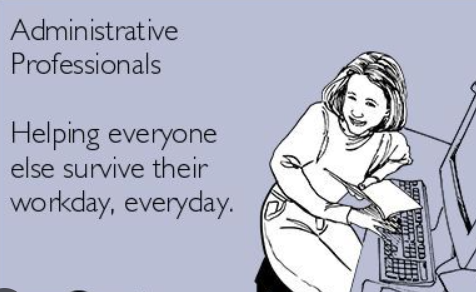 Administrative
Professionals
Helping everyone
else survive their
workday, everyday.